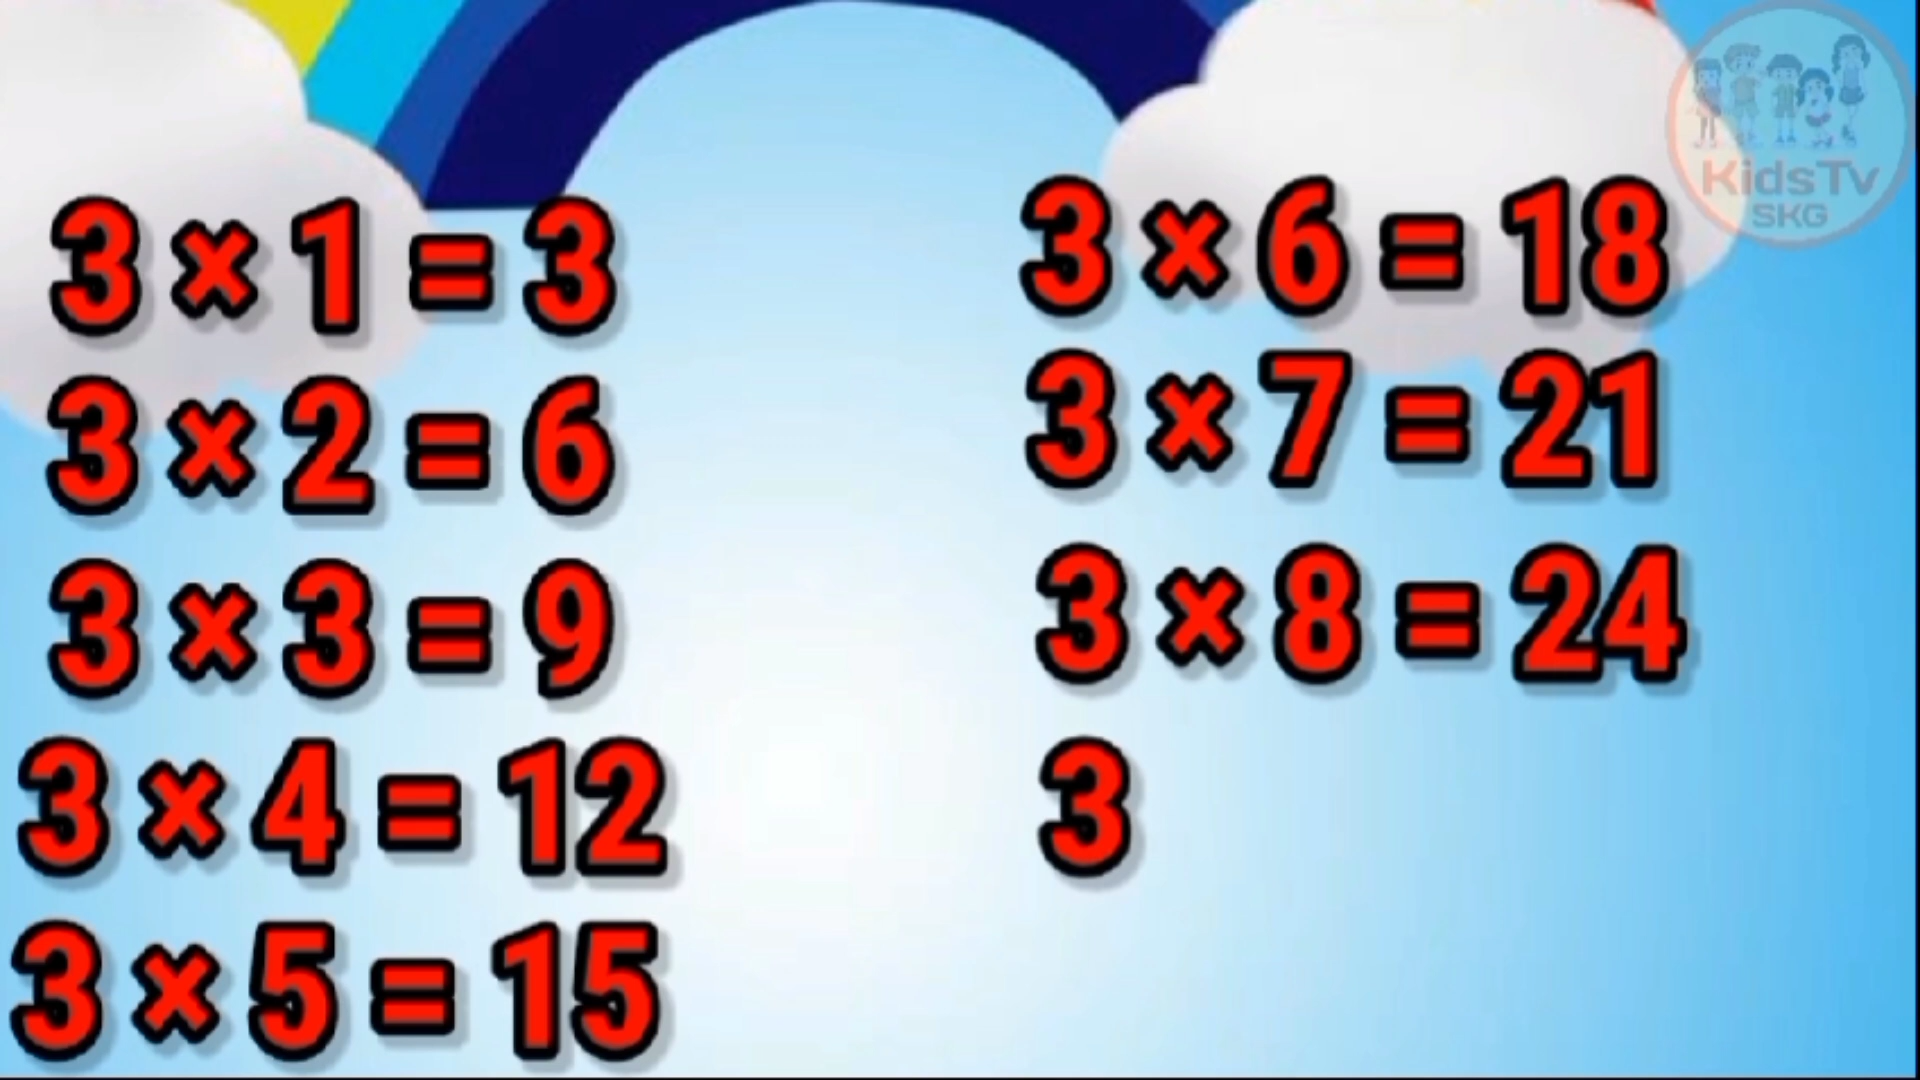 3 × 1 = 3
3 × 2 = 6
3 × 3 = 9
3 × 4 = 12
3 × 5 = 15
3 × 6 = 18
3 × 7 = 21
3 × 8 = 24
3
KidsTv
SKG